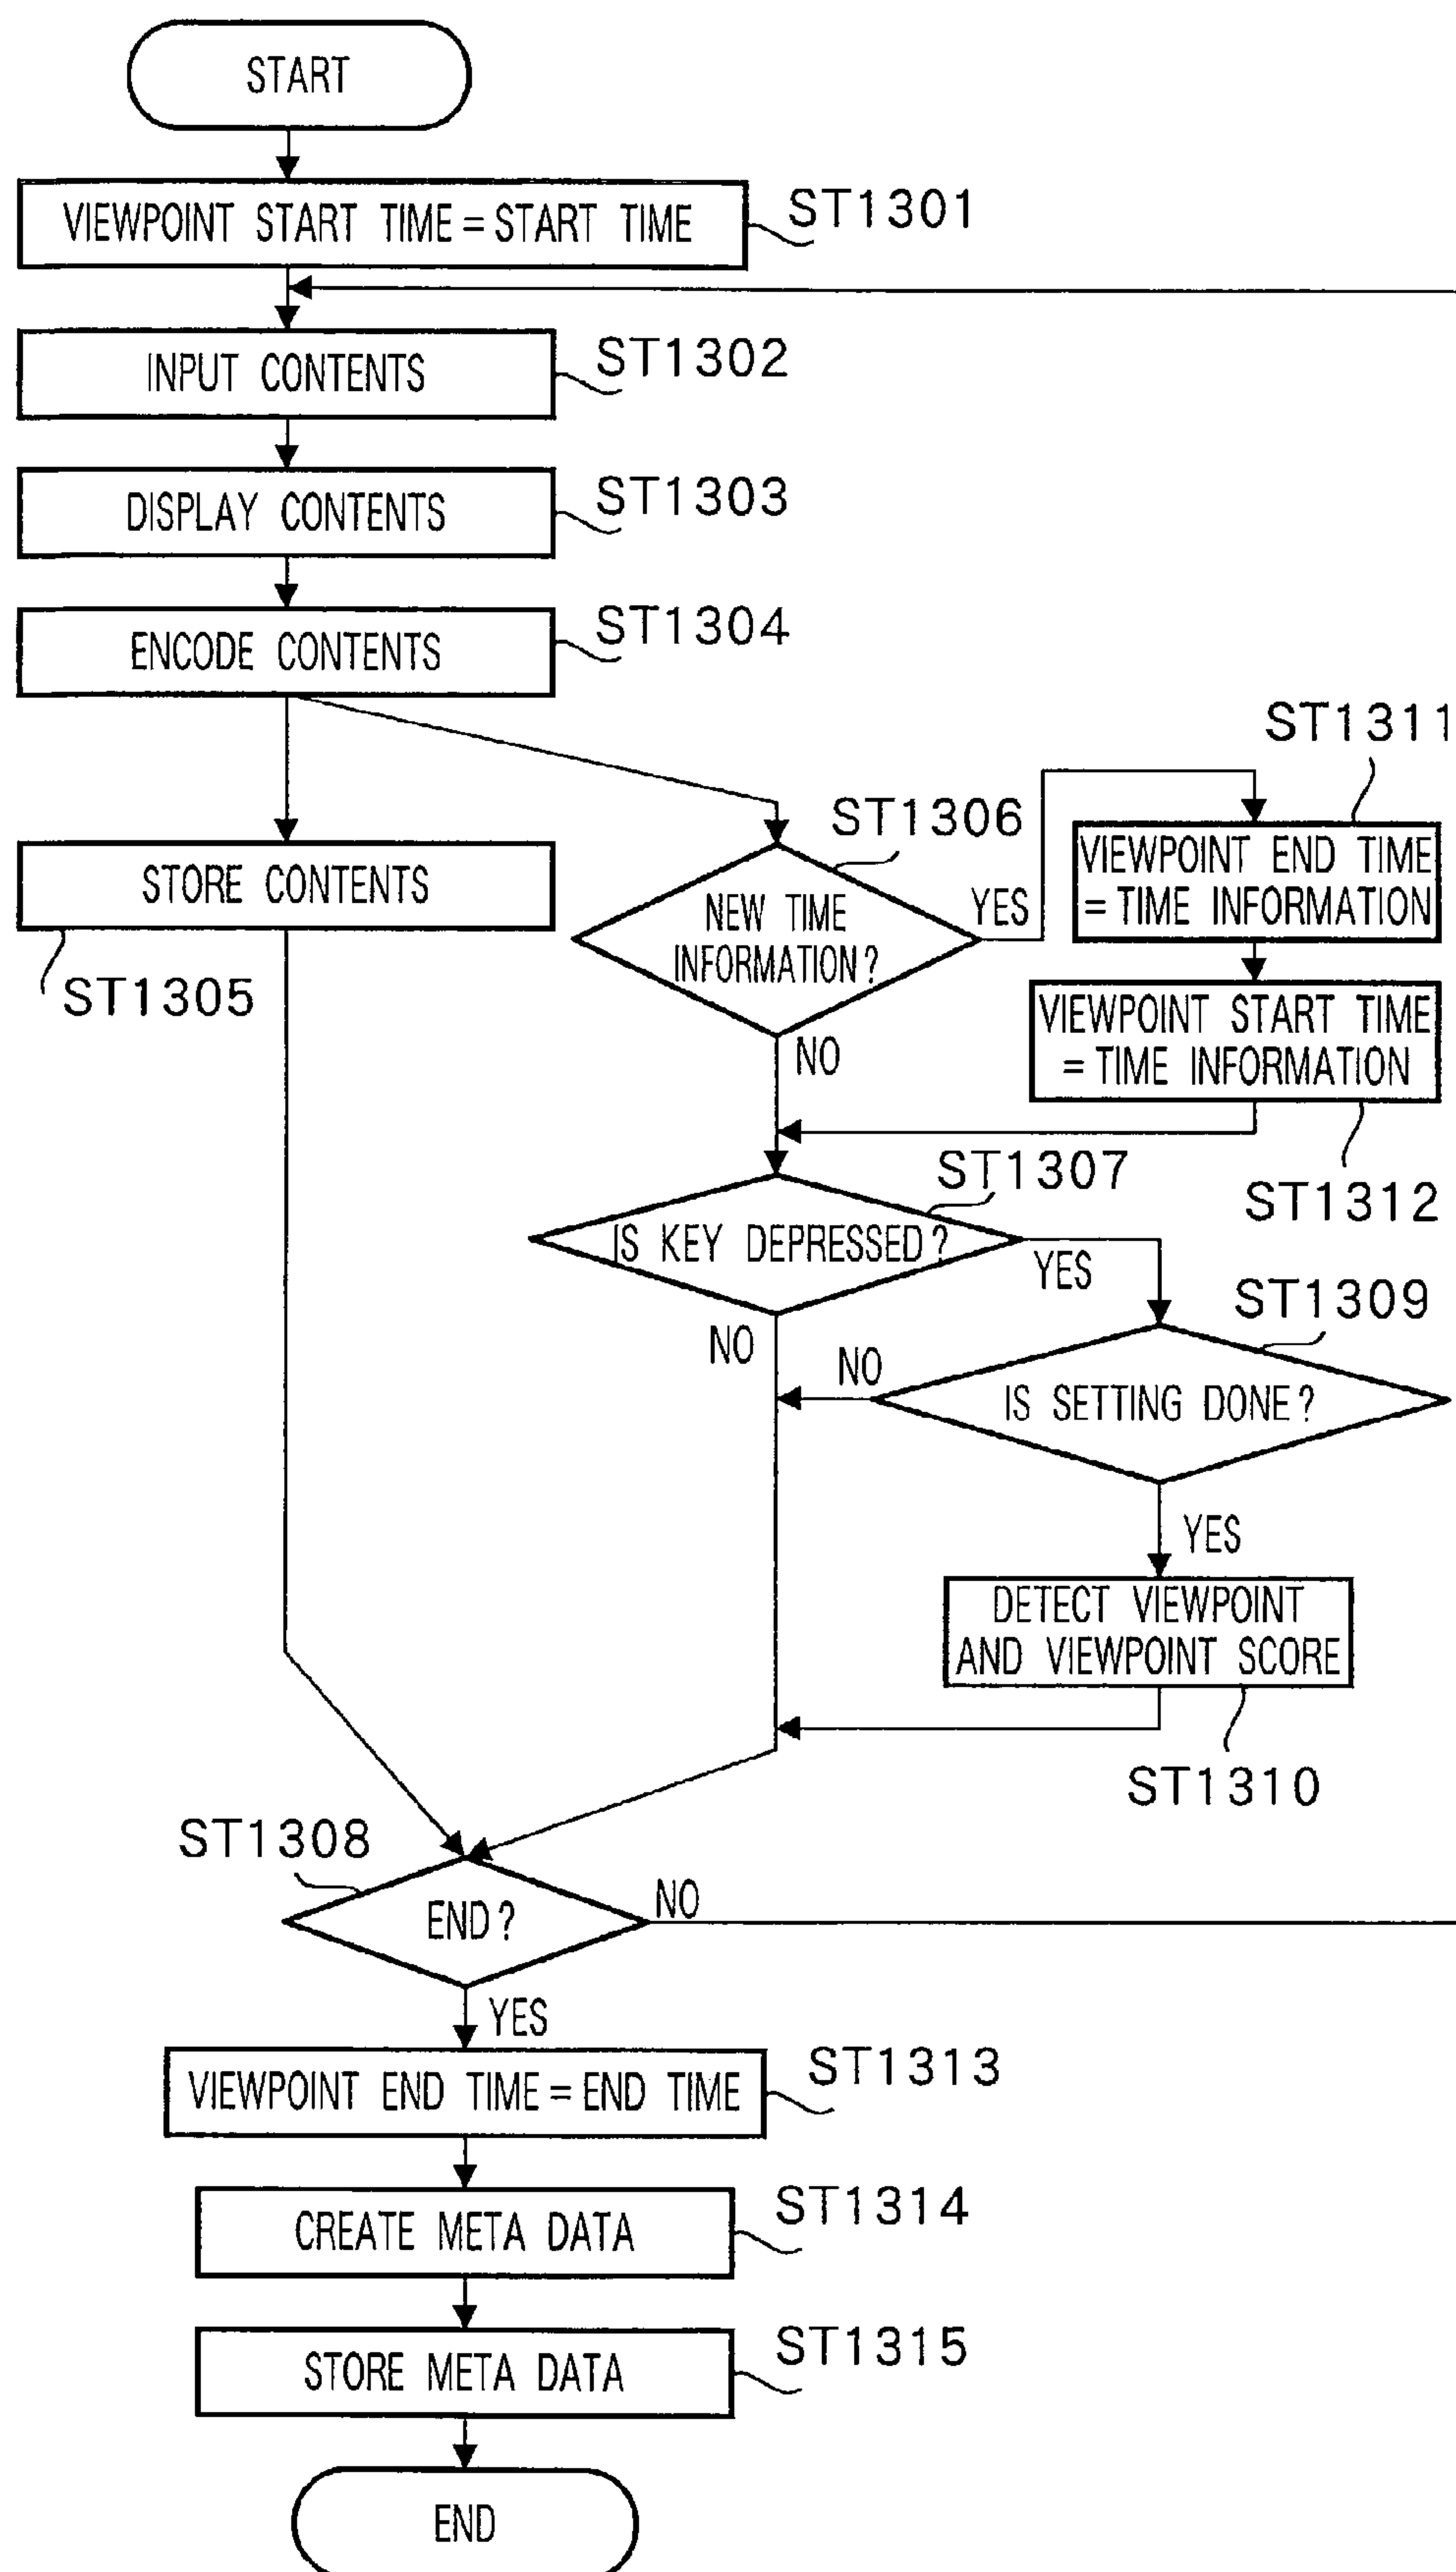 START
VIEWPOINT START TIME = START TIME
ST1301
INPUT CONTENTS
ST1302
DISPLAY CONTENTS
ST1303
ENCODE CONTENTS
ST1304
STORE CONTENTS
ST1305
NEW TIME
INFORMATION?
ST1306
YES
NO
ST1311
VIEWPOINT END TIME
= TIME INFORMATION
VIEWPOINT START TIME
= TIME INFORMATION
ST1312
IS KEY DEPRESSED?
ST1307
YES
NO
ST1309
IS SETTING DONE?
NO
YES
DETECT VIEWPOINT
AND VIEWPOINT SCORE
ST1310
ST1308
END?
NO
YES
VIEWPOINT END TIME = END TIME
ST1313
CREATE META DATA
ST1314
STORE META DATA
ST1315
END